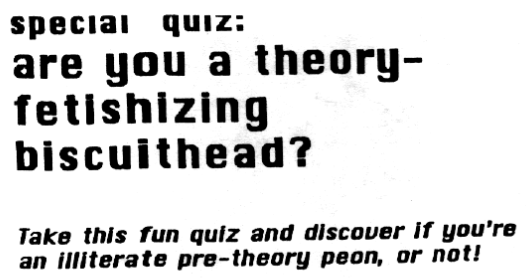 special quiz:
are you a theory-
fetishizing
biscuithead?
Take this fun quiz and discover if you're
an illiterate pre-theory peon, or not!